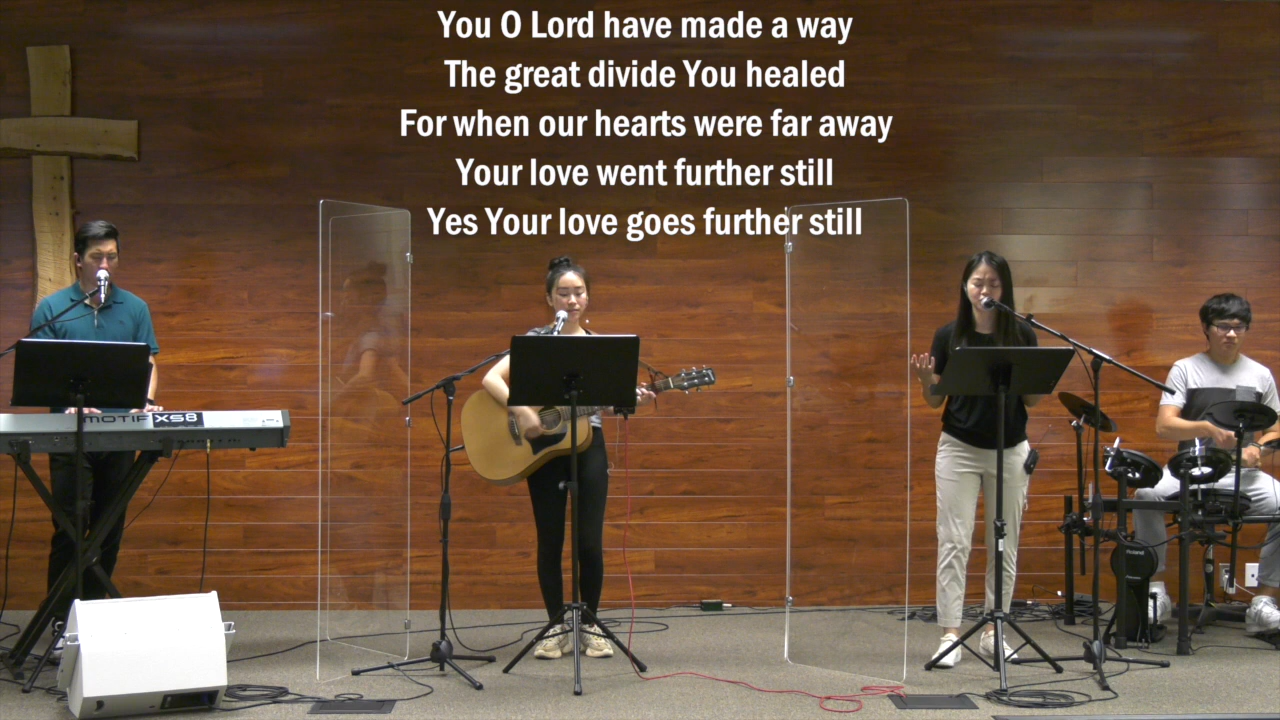 You O Lord have made a way
The great divide You healed
For when our hearts were far away
Your love went further still
Yes Your love goes further still
MOTIF XS8
Roland